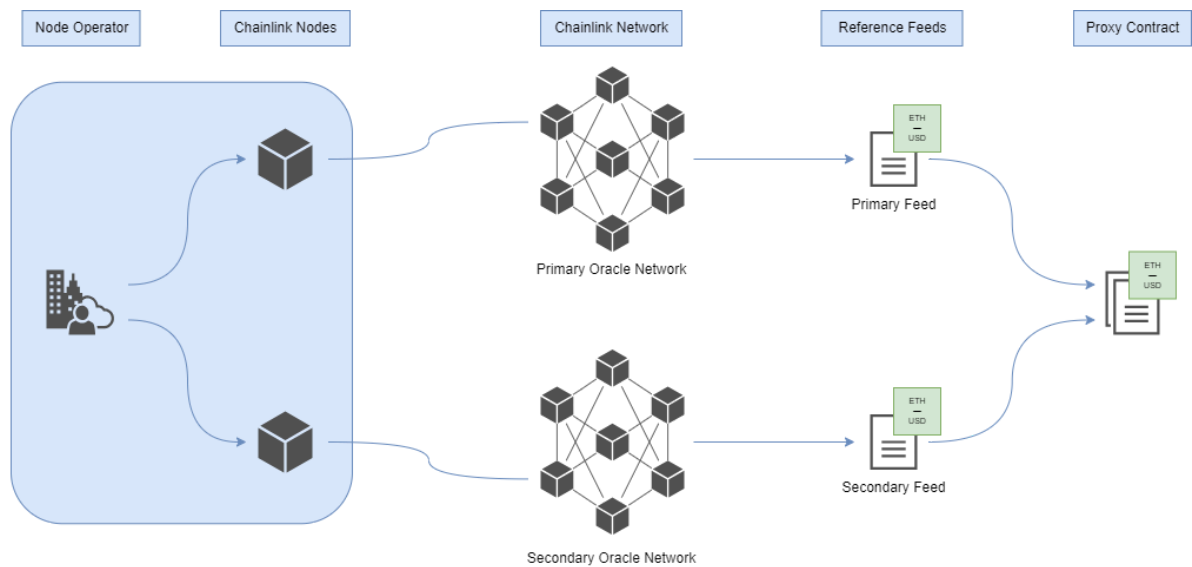 Node Operator
Chainlink Nodes
Chainlink Network
Reference Feeds
Proxy Contract
ETH
—
USD
Primary Feed
Primary Oracle Network
ETH
—
USD
ETH
—
USD
Secondary Feed
Secondary Oracle Network